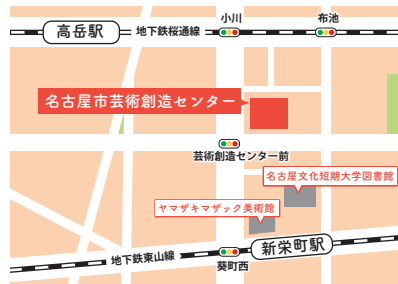 小川
布池
高岳駅
地下鉄桜通線
名古屋市芸術創造センター
芸術創造センター前
名古屋文化短期大学図書館
ヤマザキマザック美術館
新栄町駅
地下鉄東山線
葵町西